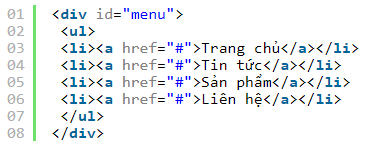 01 <div id="menu">
02 <ul>
03 <li><a href="#">Trang chủ</a></li>
04 <li><a href="#">Tin tức</a></li>
05 <li><a href="#">Sản phẩm</a></li>
06 <li><a href="#">Liên hệ</a></li>
07 </ul>
08 </div>